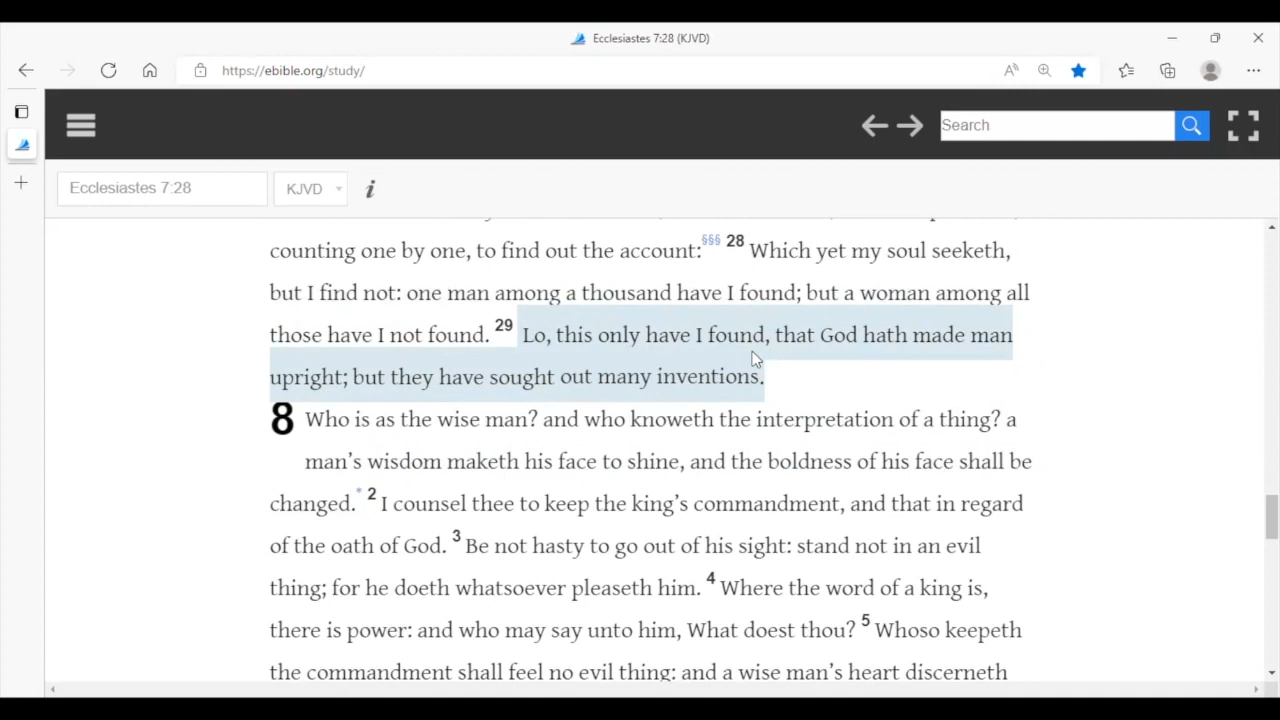 Ecclesiastes 7:28 (KJVD)
https://ebible.org/study/
Search
Ecclesiastes 7:28
KJVD
i
counting one by one, to find out the account:§§§ 28 Which yet my soul seeketh,
but I find not: one man among a thousand have I found; but a woman among all
those have I not found. 29 Lo, this only have I found, that God hath made man
upright; but they have sought out many inventions.
8 Who is as the wise man? and who knoweth the interpretation of a thing? a
man’s wisdom maketh his face to shine, and the boldness of his face shall be
changed.* 2 I counsel thee to keep the king’s commandment, and that in regard
of the oath of God. 3 Be not hasty to go out of his sight: stand not in an evil
thing; for he doeth whatsoever pleaseth him. 4 Where the word of a king is,
there is power: and who may say unto him, What doest thou? 5 Whoso keepeth
the commandment shall feel no evil thing: and a wise man’s heart discerneth